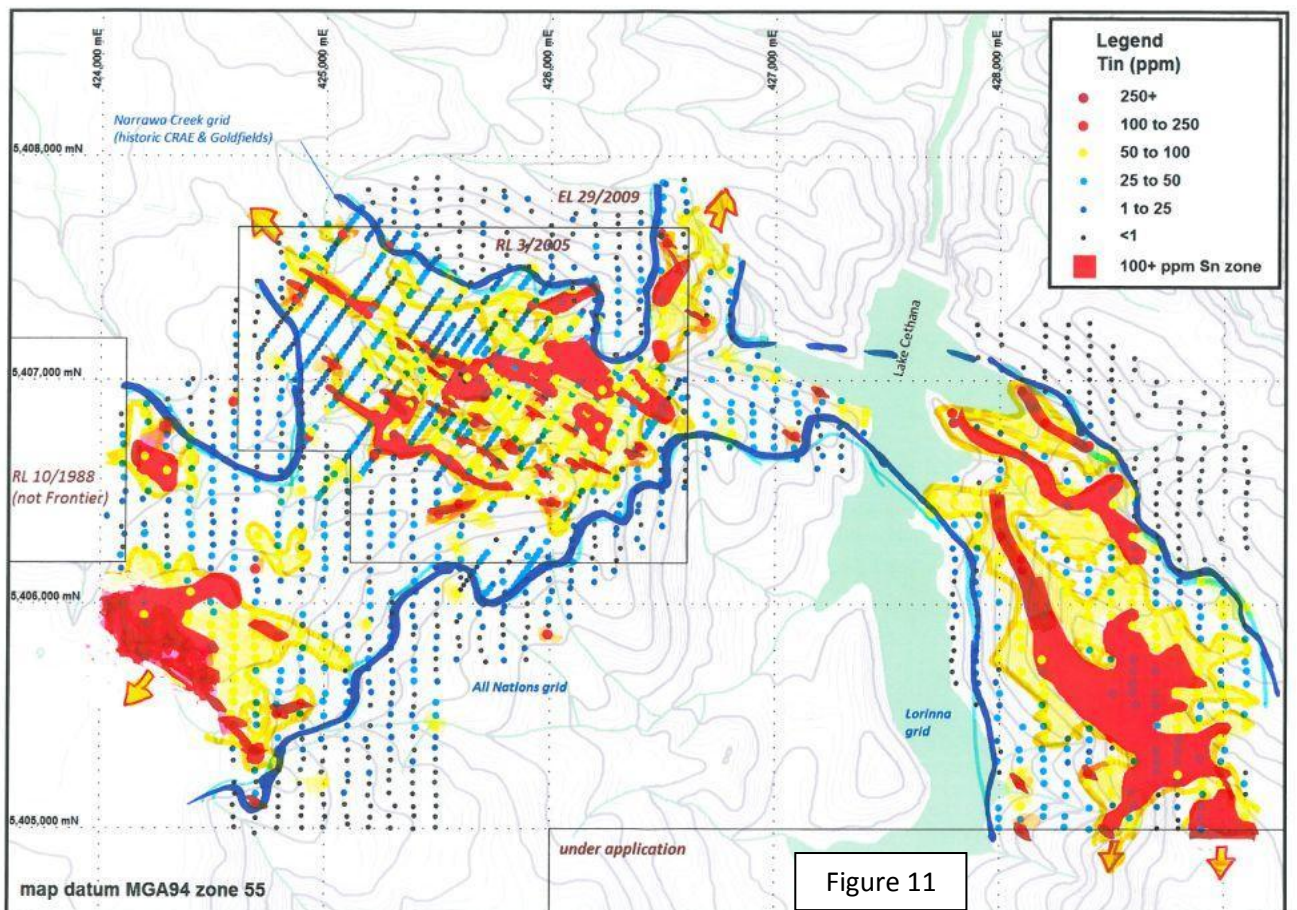 424,000 mE
425,000 mE
426,000 mE
427,000 mE
428,000 mE
Legend
Tin (ppm)
250+
100 to 250
50 to 100
25 to 50
1 to 25
<1
100+ ppm Sn zone
Narrawa Creek grid
(historic CRAE & Goldfields)
5,408,000 mN
EL 29/2009
RL 3/2005
Lake Cethana
5,407,000 mN
RL 10/1988
(not Frontier)
5,406,000 mN
All Nations grid
Lorinna
grid
5,405,000 mN
under application
map datum MGA94 zone 55
Figure 11